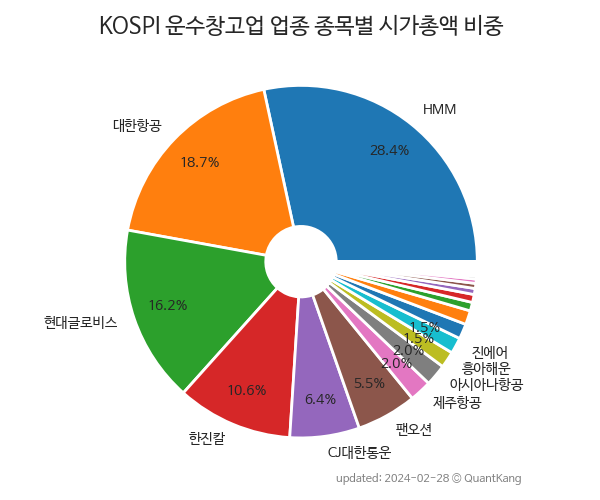 KOSPI 운수창고업 업종 종목별 시가총액 비중
HMM
28.4%
대한항공
18.7%
현대글로비스
16.2%
한진칼
10.6%
CJ대한통운
6.4%
팬오션
5.5%
제주항공
2.0%
아시아나항공
2.0%
흥아해운
1.5%
진에어
1.5%
updated: 2024-02-28 © QuantKang